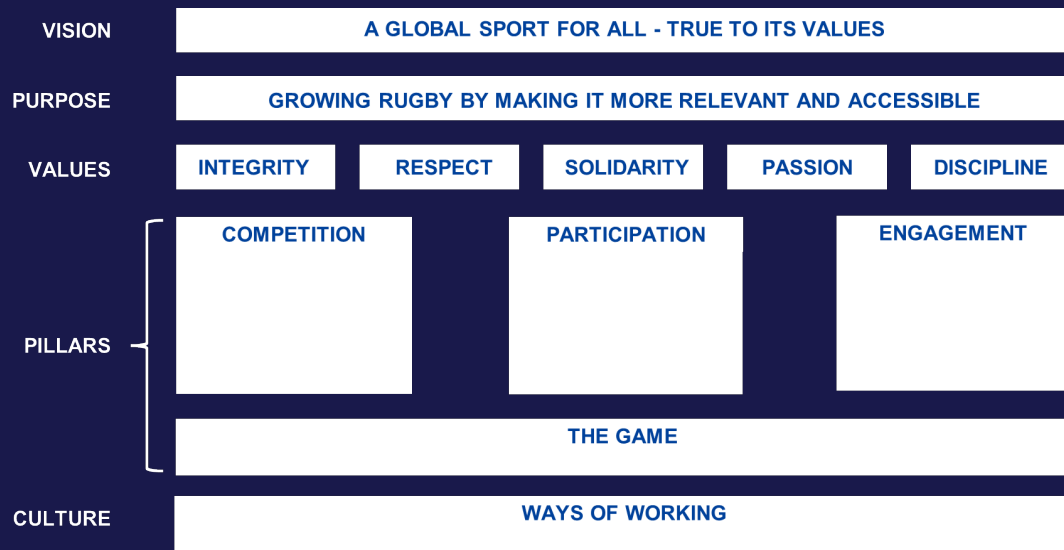 VISION
A GLOBAL SPORT FOR ALL - TRUE TO ITS VALUES
PURPOSE
GROWING RUGBY BY MAKING IT MORE RELEVANT AND ACCESSIBLE
VALUES
INTEGRITY
RESPECT
SOLIDARITY
PASSION
DISCIPLINE
PILLARS
COMPETITION
PARTICIPATION
ENGAGEMENT
THE GAME
CULTURE
WAYS OF WORKING